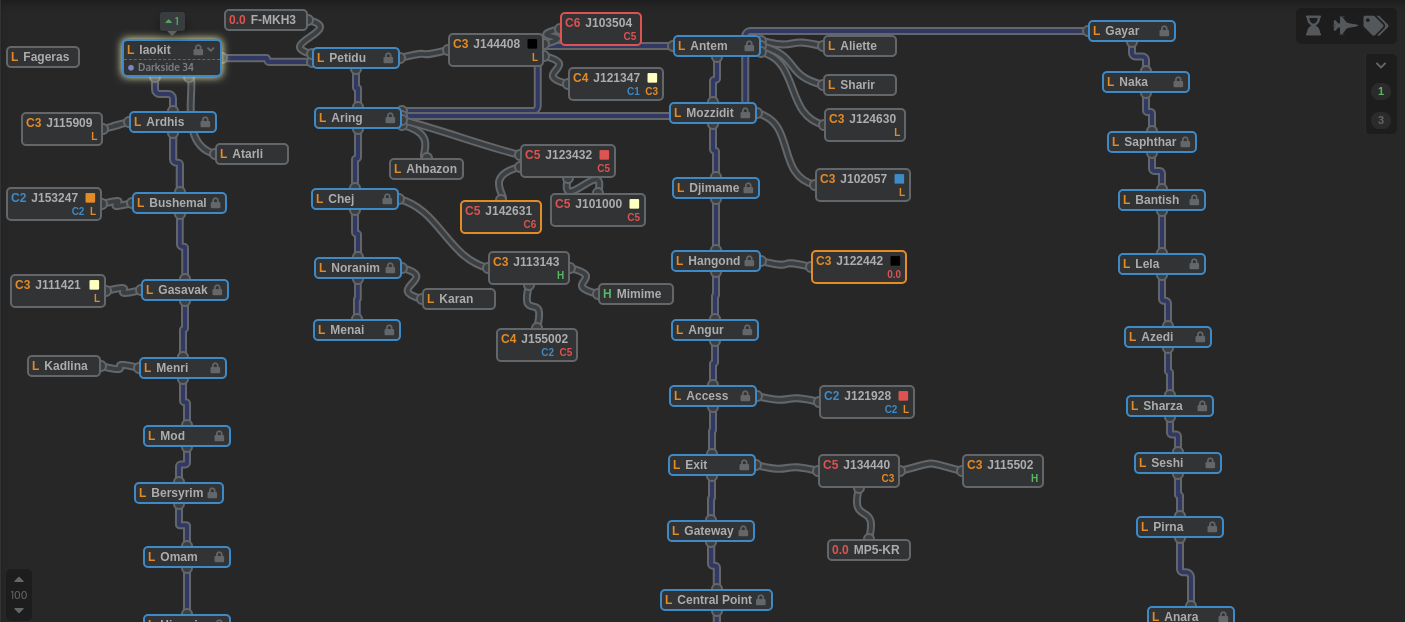 1
L Iaokit
Darkside 34
L Fageras
C3 J115909
L
L Ardhis
L Atarli
C2 J153247
C2 L
L Bushemal
C3 J111421
L
L Gasavak
L Kadlina
L Menri
L Mod
L Bersyrim
L Omam
100
0.0 F-MKH3
L Petidu
C3 J144408
L
C6 J103504
C5
C4 J121347
C1 C3
L Aring
L Ahbazon
C5 J123432
C5
C5 J142631
C6
C5 J101000
C5
L Chej
C3 J113143
H
H Mimime
L Noranim
L Karan
L Menai
C4 J155002
C2 C5
L Antem
L Aliette
L Sharir
L Mozzidit
C3 J124630
L
C3 J102057
L
L Djimame
L Hangond
C3 J122442
0.0
L Angur
L Access
C2 J121928
C2 L
L Exit
C5 J134440
C3
C3 J115502
H
L Gateway
0.0 MP5-KR
L Central Point
L Gayar
L Naka
L Saphthar
L Bantish
L Lela
L Azedi
L Sharza
L Seshi
L Pirna
L Anara
1
3